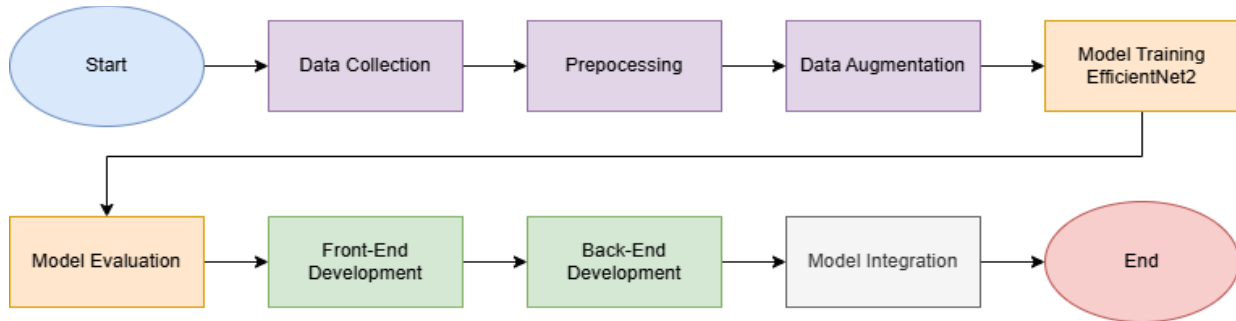 Start
Data Collection
Prepocessing
Data Augmentation
Model Training
EfficientNet2
Model Evaluation
Front-End
Development
Back-End
Development
Model Integration
End